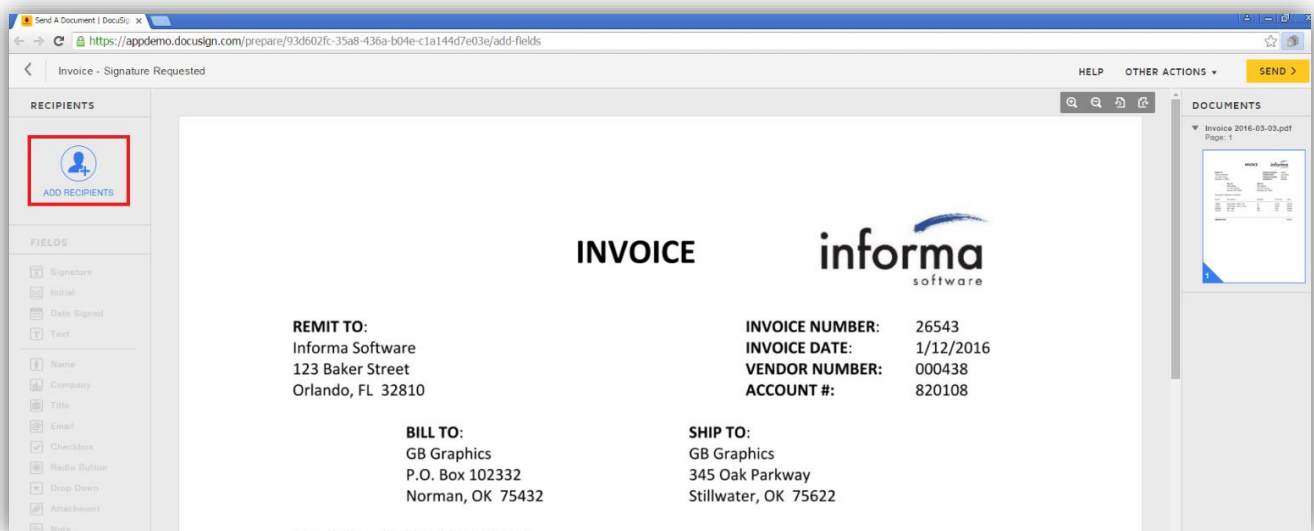 Send A Document | DocuSig
https://appdemo.docusign.com/prepare/93d602fc-35a8-436a-b04e-c1a144d7e03e/add-fields
Invoice - Signature Requested
HELP
OTHER ACTIONS
SEND
RECIPIENTS
ADD RECIPIENTS
FIELDS
Signature
Initial
Date Signed
Text
Name
Company
Title
Email
Checkbox
Radio Button
Drop Down
Attachment
Note
INVOICE
informa
software
REMIT TO:
Informa Software
123 Baker Street
Orlando, FL 32810
INVOICE NUMBER: 26543
INVOICE DATE: 1/12/2016
VENDOR NUMBER: 000438
ACCOUNT #: 820108
BILL TO:
GB Graphics
P.O. Box 102332
Norman, OK 75432
SHIP TO:
GB Graphics
345 Oak Parkway
Stillwater, OK 75622
DOCUMENTS
Invoice 2016-03-03.pdf
Page: 1
INVOICE
informa
1